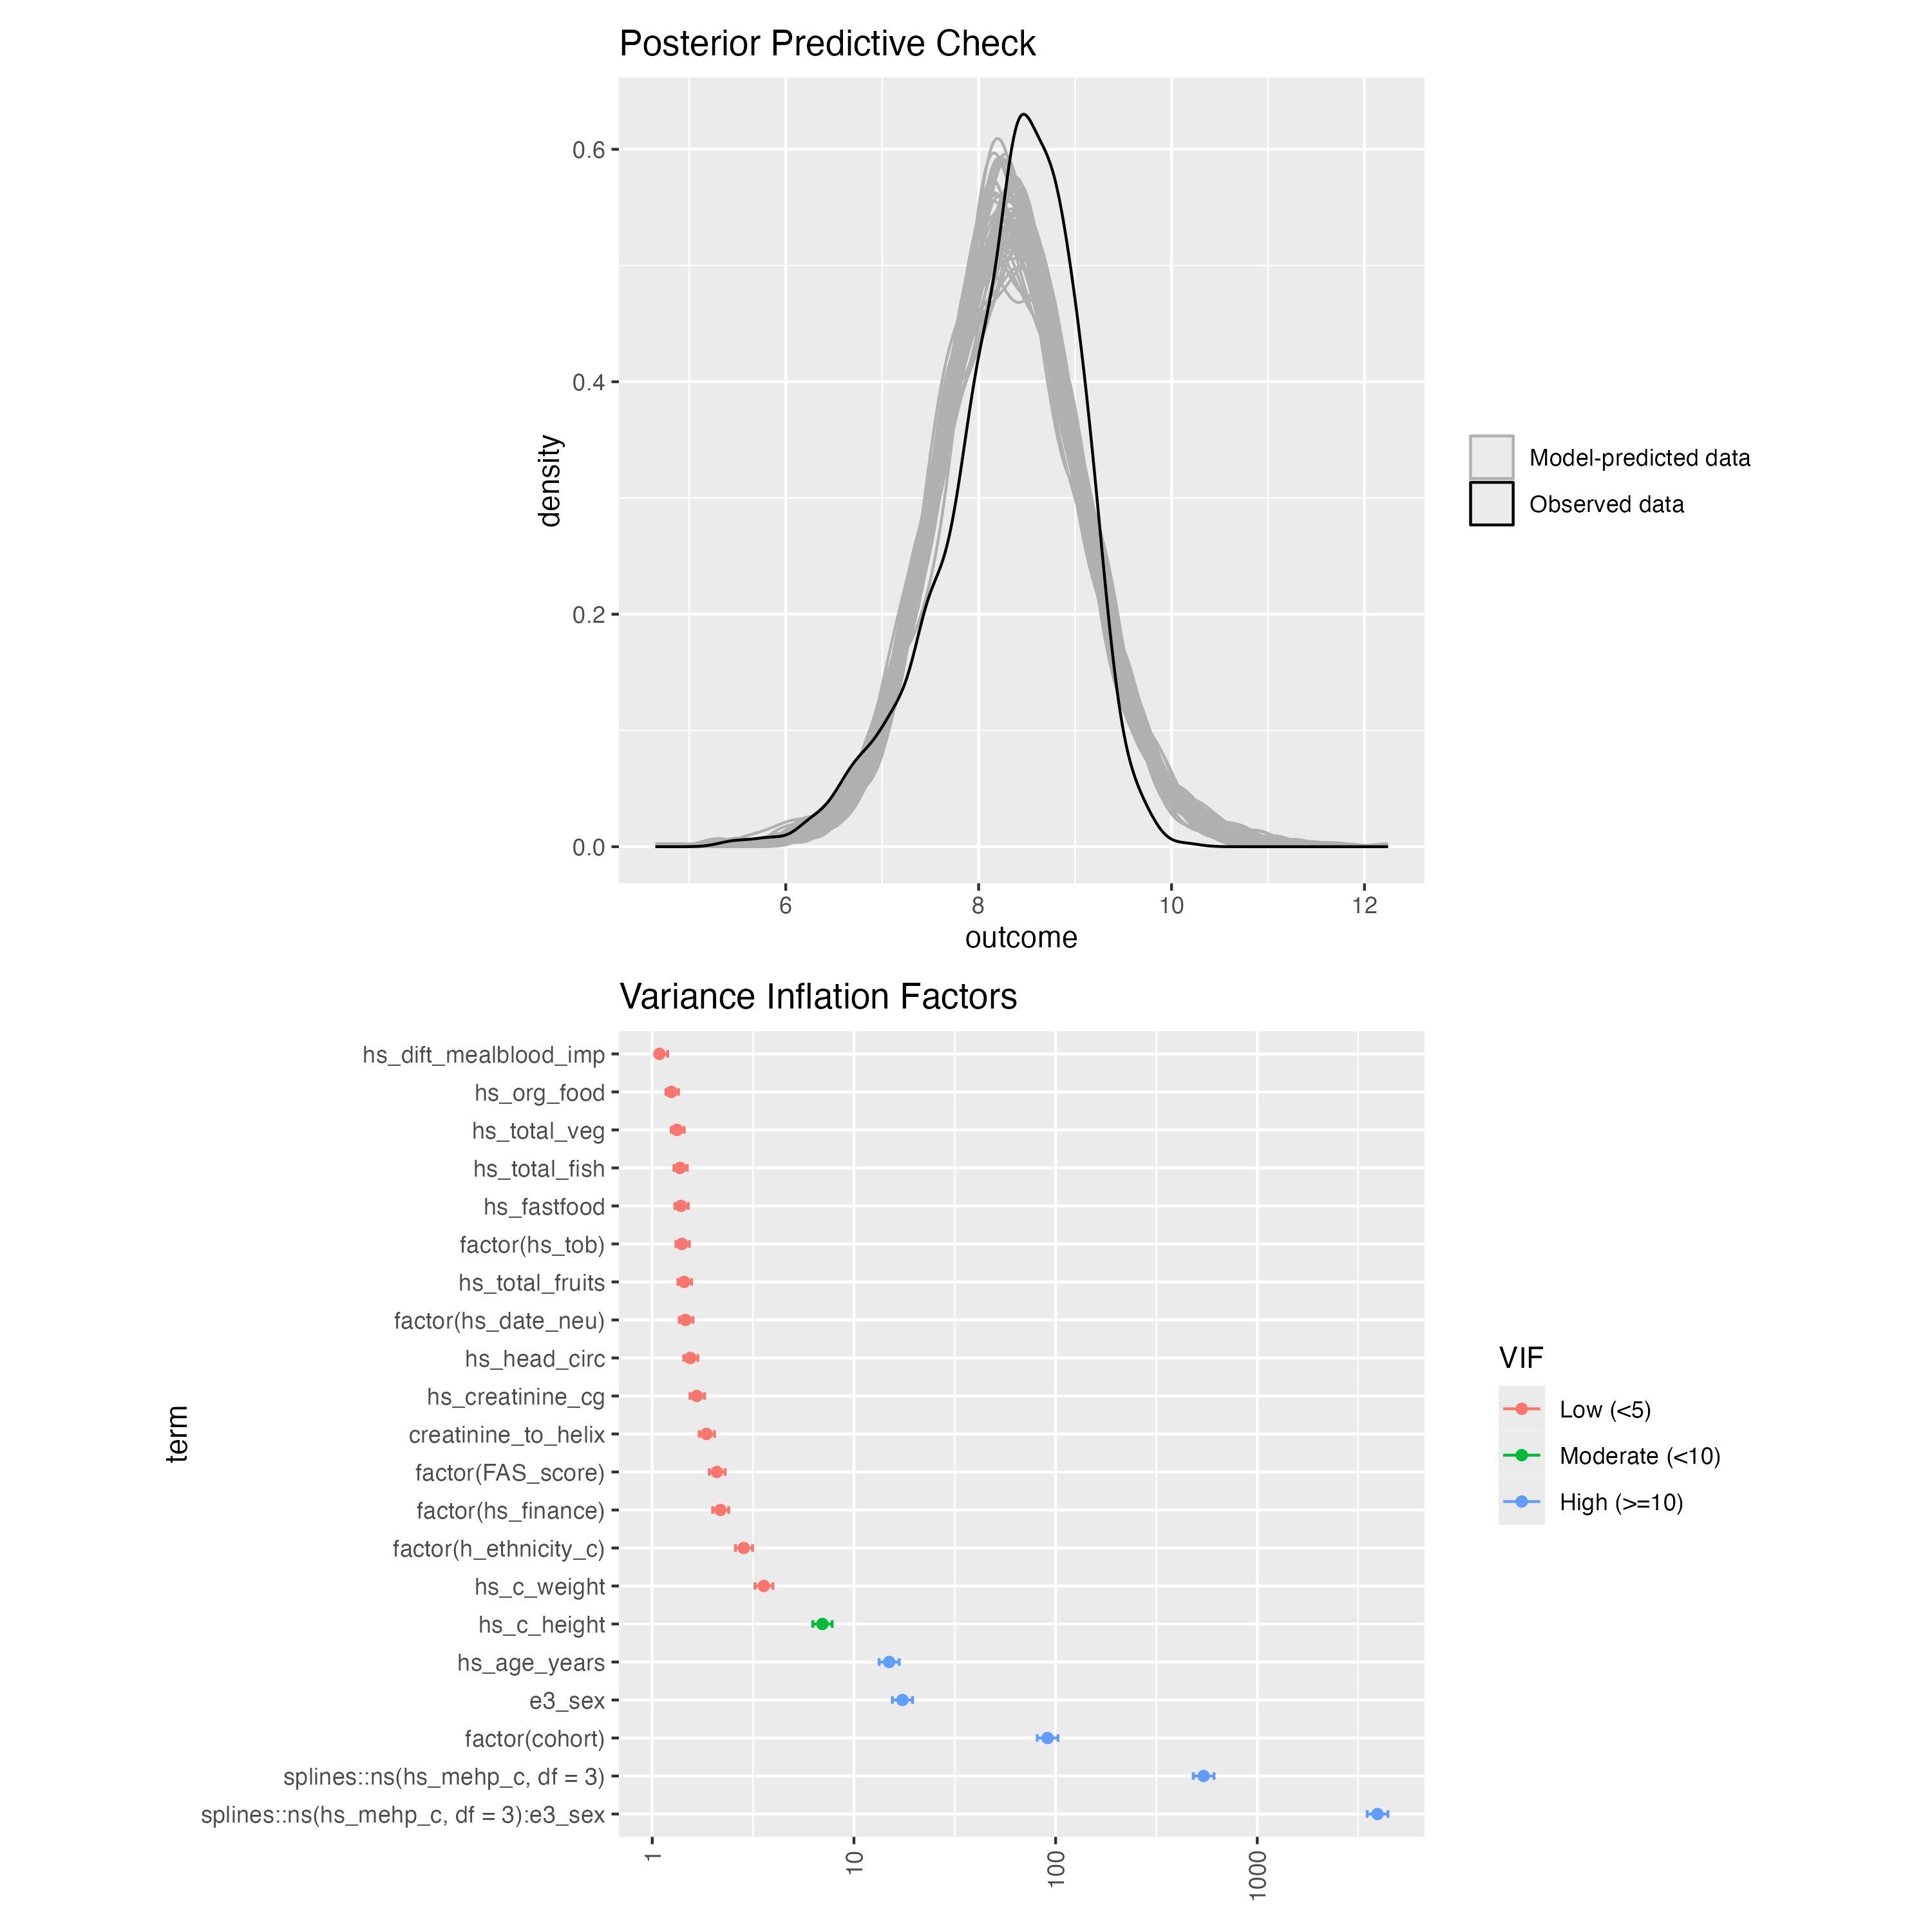 Posterior Predictive Check
0.6
0.4
0.2
0.0
density
6
8
10
12
outcome
Model-predicted data
Observed data
Variance Inflation Factors
term
hs_dift_mealblood_imp
hs_org_food
hs_total_veg
hs_total_fish
hs_fastfood
factor(hs_tob)
hs_total_fruits
factor(hs_date_neu)
hs_head_circ
hs_creatinine_cg
creatinine_to_helix
factor(FAS_score)
factor(hs_finance)
factor(h_ethnicity_c)
hs_c_weight
hs_c_height
hs_age_years
e3_sex
factor(cohort)
splines::ns(hs_mehp_c, df = 3)
splines::ns(hs_mehp_c, df = 3):e3_sex
1
10
100
1000
VIF
Low (<5)
Moderate (<10)
High (>=10)